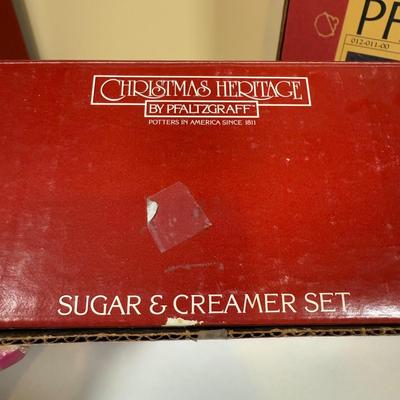 PF
012-011-00
CHRISTMAS HERITAGE
BY PFALTZGRAFF
POTTERS IN AMERICA SINCE 1811
SUGAR & CREAMER SET